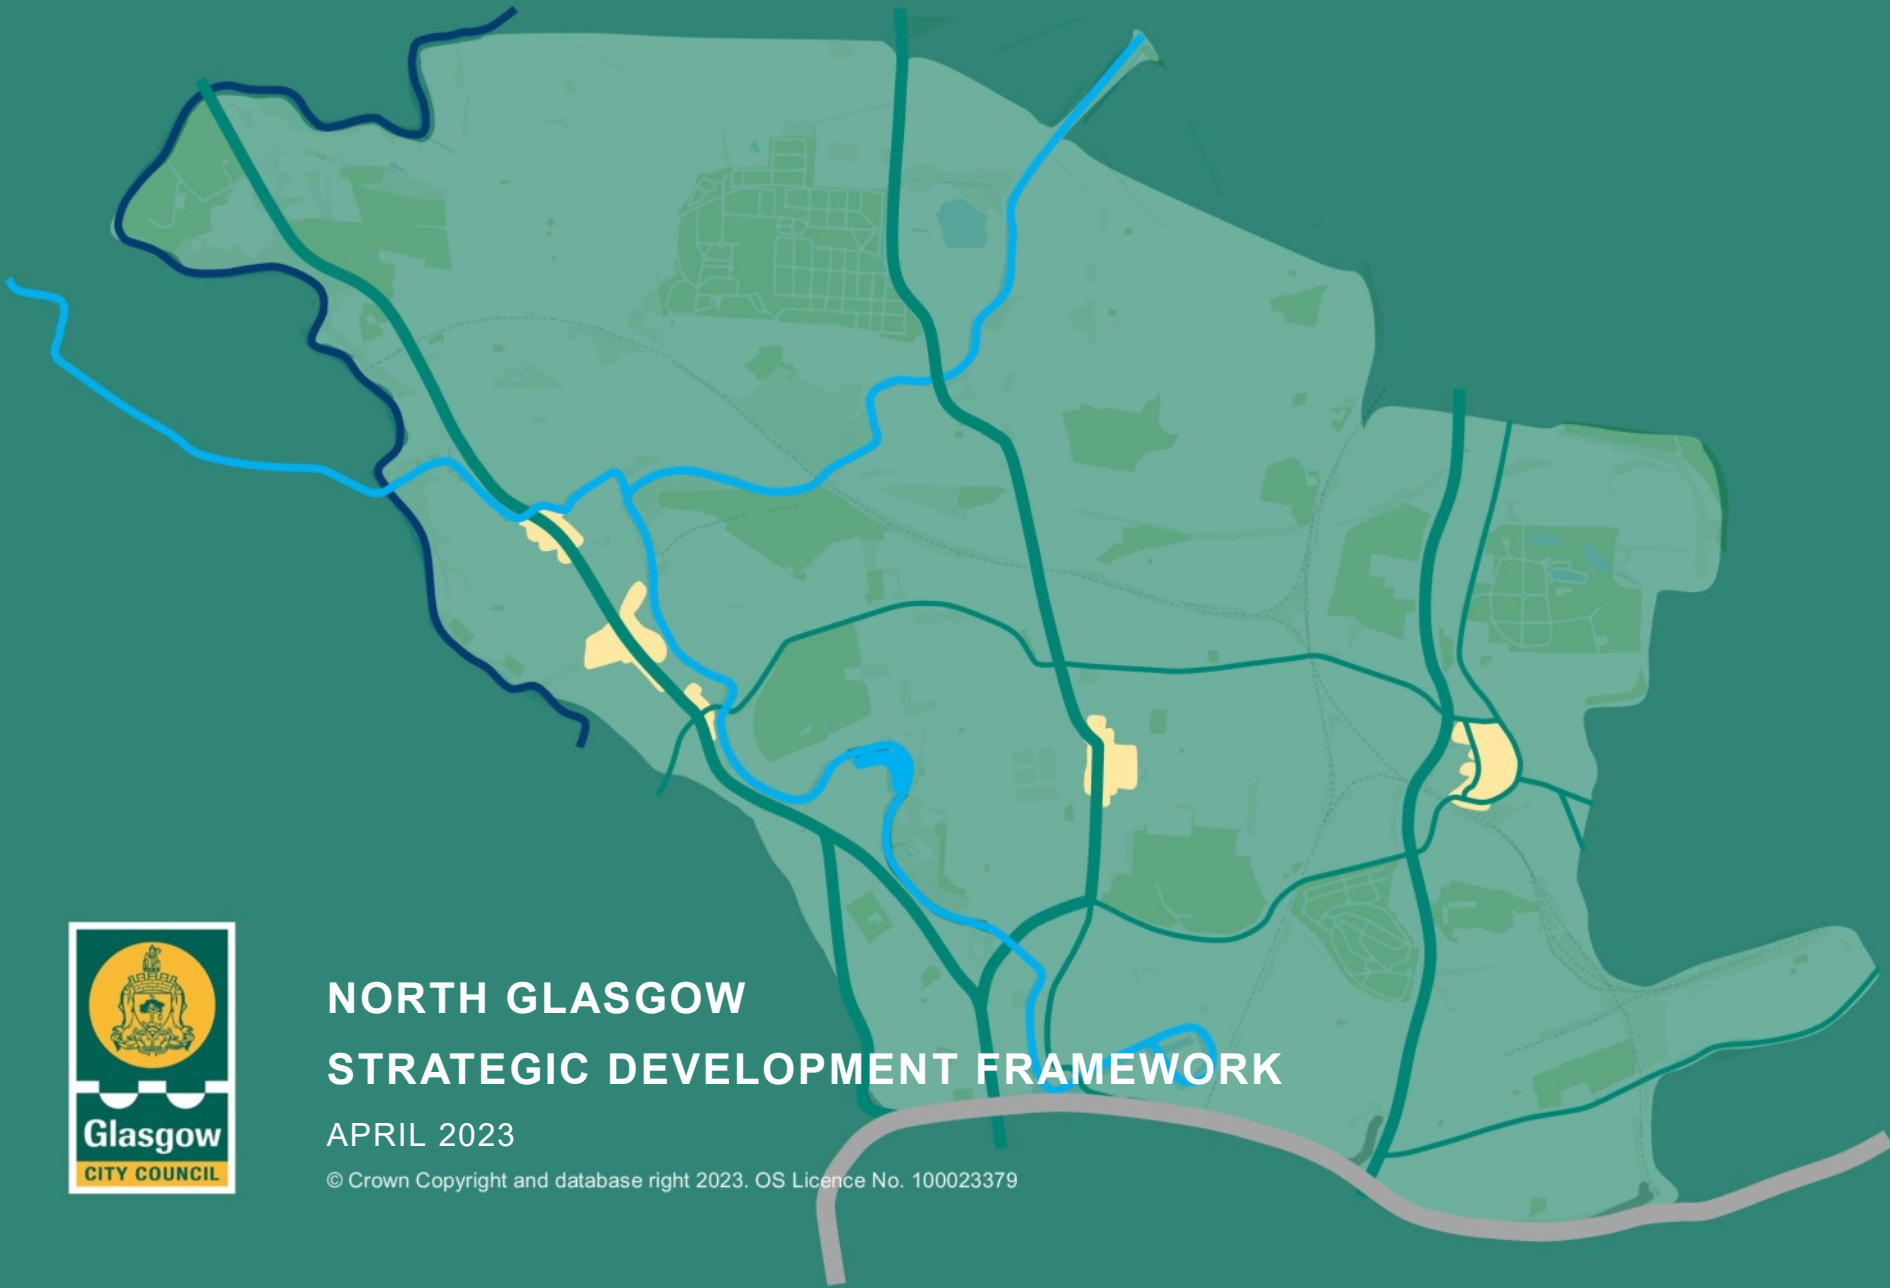 NORTH GLASGOW
STRATEGIC DEVELOPMENT FRAMEWORK
APRIL 2023
© Crown Copyright and database right 2023. OS Licence No. 100023379
Glasgow
CITY COUNCIL